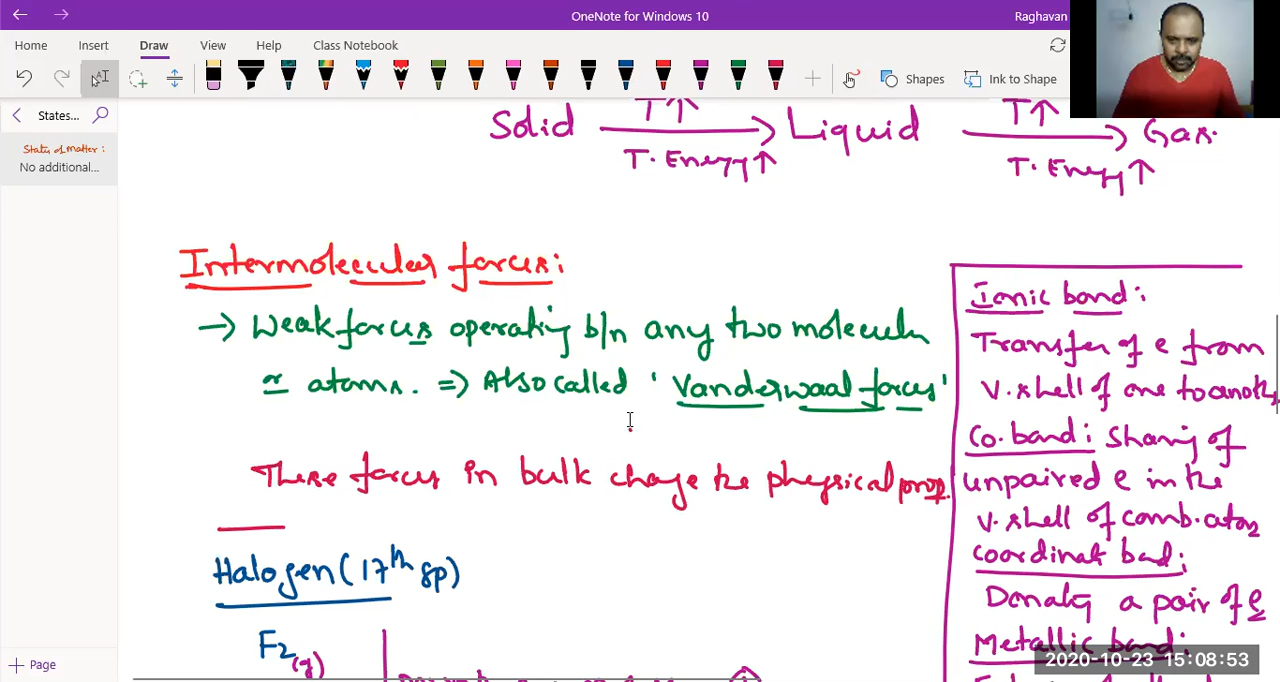 OneNote for Windows 10
Raghavan
Home Insert Draw View Help Class Notebook
Shapes Ink to Shape
States...
States of matter:
No additional...
Solid T↑ Liquid T↑ Gas.
T. Energy↑ T. Energy↑
Intermolecular forces:
→ Weak forces operating b/n any two molecules
≃ atoms. => Also called 'Vanderwaal forces'
These forces in bulk change the physical prop.
Halogen (17th gp)
F2(g)
Ionic bond:
Transfer of e from
V. shell of one to anoth
Co. bond: Sharing of
unpaired e in the
V. shell of comb. atoms
Coordinate bond:
Donating a pair of e
Metallic bond:
2020-10-23 15:08:53
+ Page